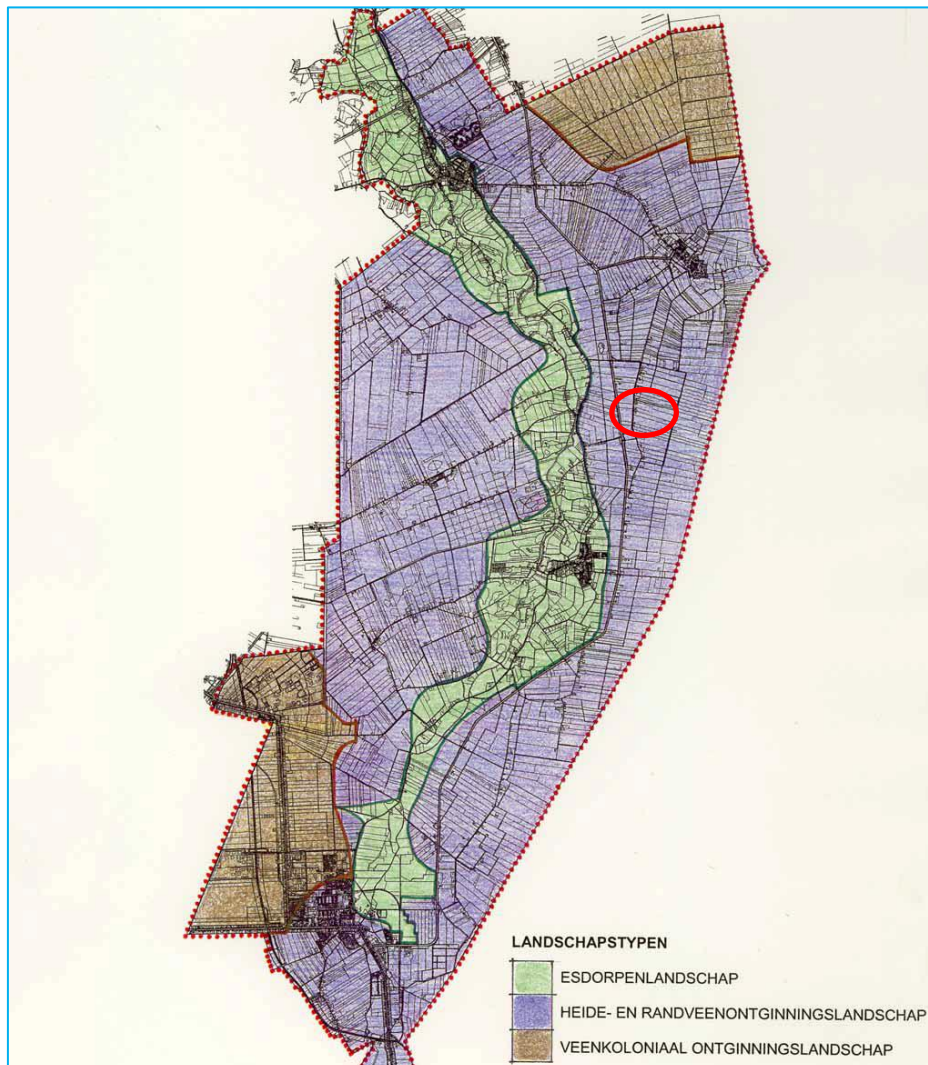 LANDSCHAPSTYPEN
ESDORPENLANDSCHAP
HEIDE- EN RANDVEENONTGINNINGSLANDSCHAP
VEENKOLONIAAL ONTGINNINGSLANDSCHAP